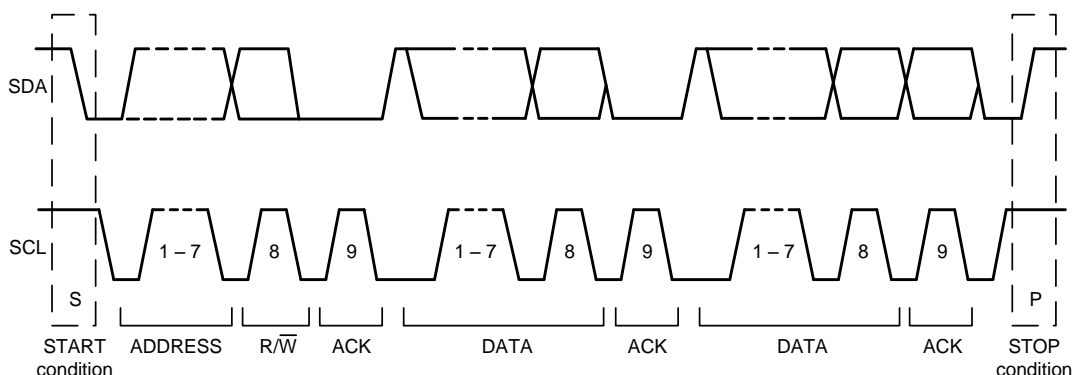 SDA
SCL
1 – 7
8
9
1 – 7
8
9
1 – 7
8
9
S
P
START condition
ADDRESS
R/W̅
ACK
DATA
ACK
DATA
ACK
STOP condition